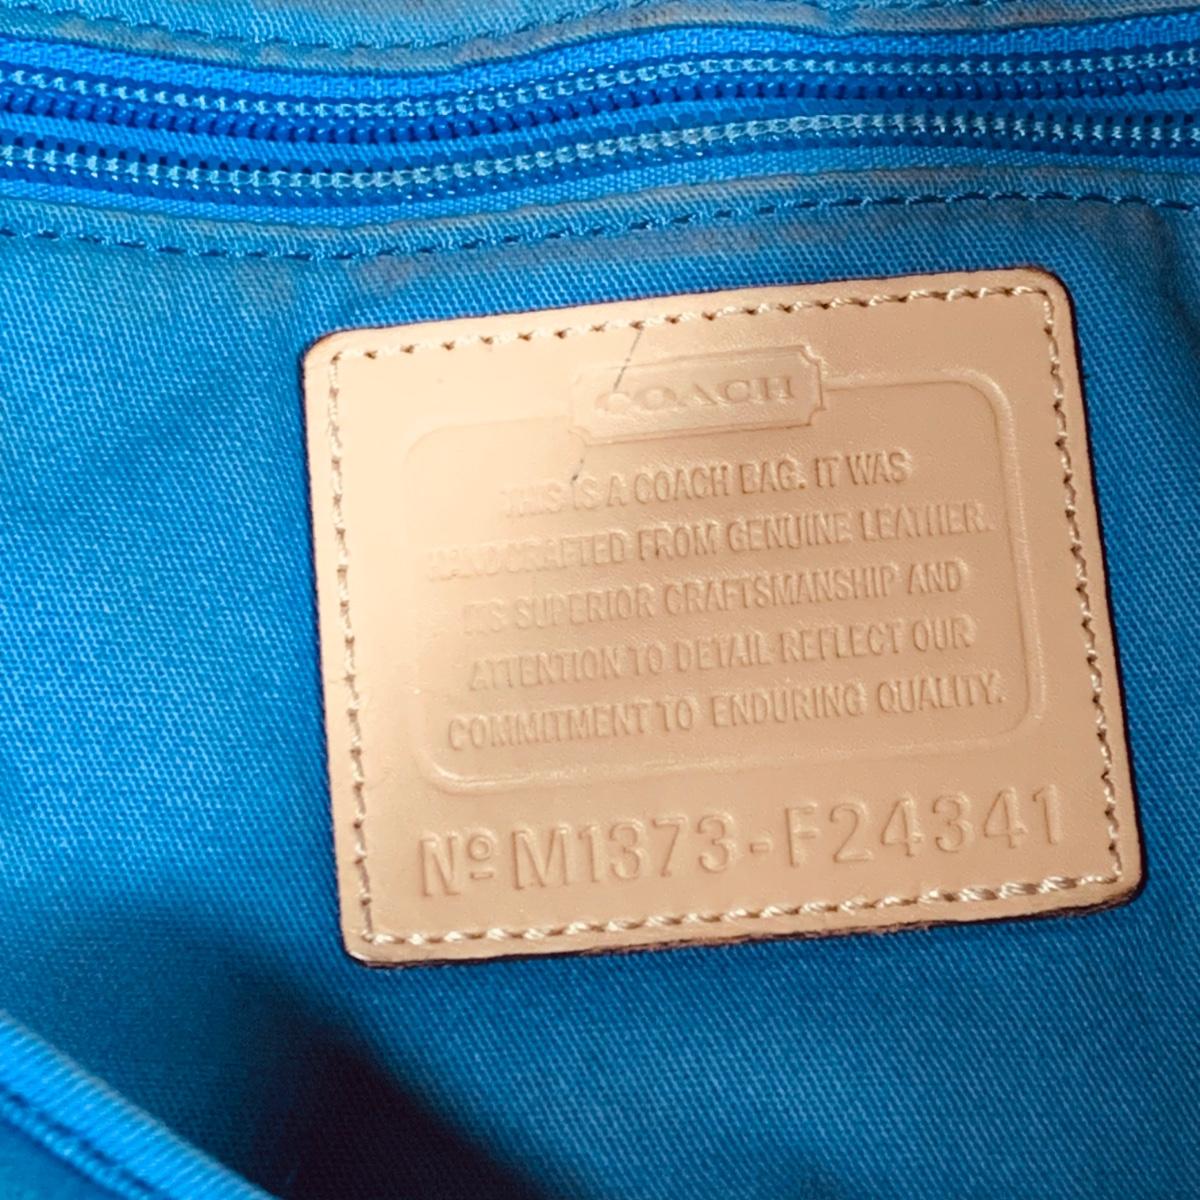 COACH
THIS IS A COACH BAG. IT WAS
HANDCRAFTED FROM GENUINE LEATHER.
ITS SUPERIOR CRAFTSMANSHIP AND
ATTENTION TO DETAIL REFLECT OUR
COMMITMENT TO ENDURING QUALITY.
Nº M1373-F24341